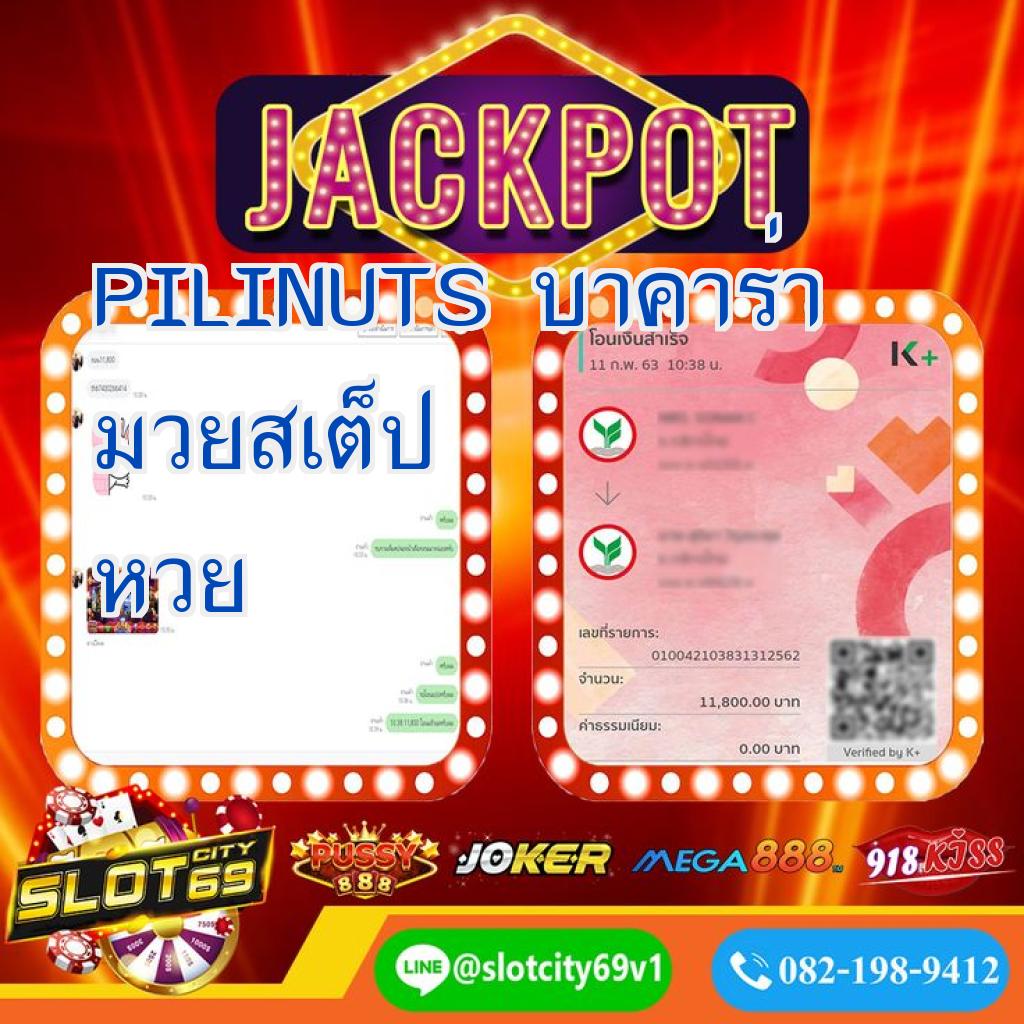 JACKPOT
PILINUTS บาคาร่า
มวยสเต็ป
หวย
โอนเงินสำเร็จ
11 ก.พ. 63 10:38 น.
K+
เลขที่รายการ:
010042103831312562
จำนวน:
11,800.00 บาท
ค่าธรรมเนียม:
0.00 บาท
Verified by K+
SLOT CITY 69
PUSSY 888
JOKER
MEGA888
918KISS
LINE @slotcity69v1
082-198-9412